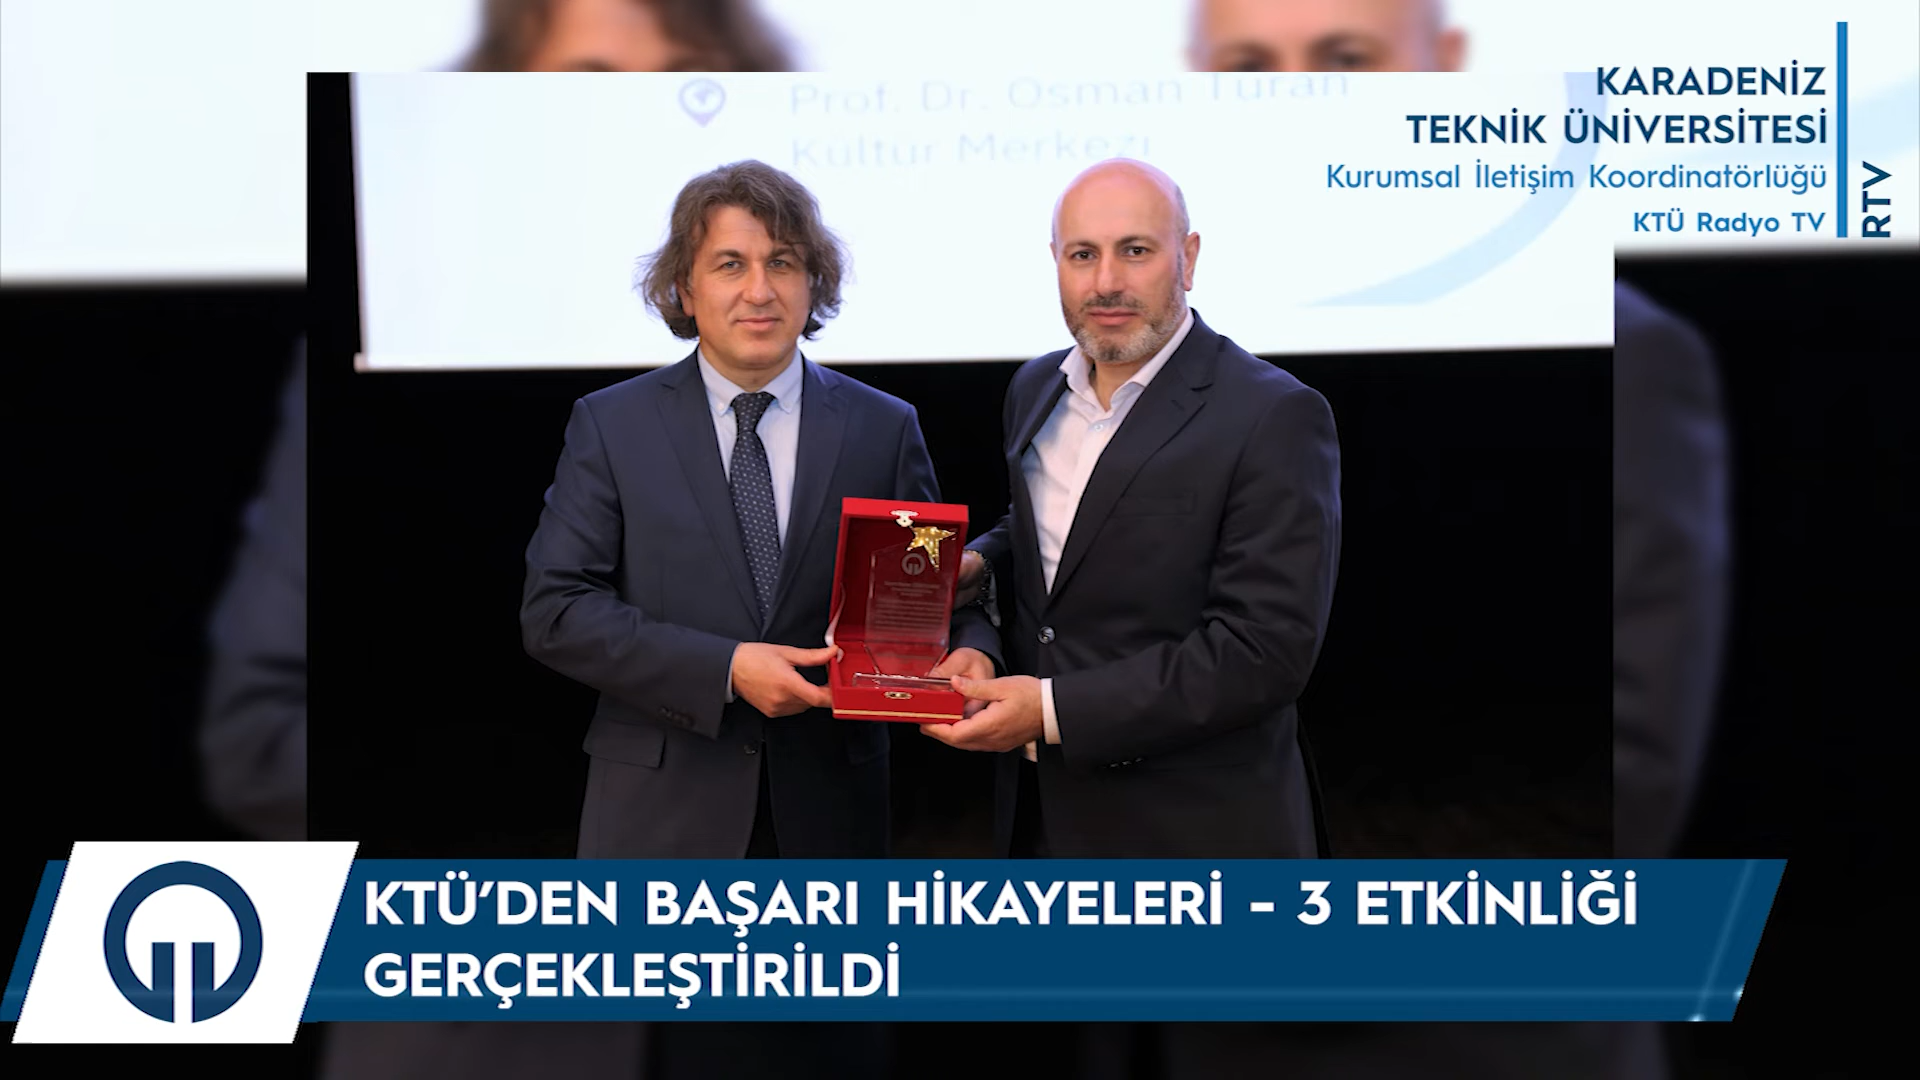 KARADENİZ
TEKNİK ÜNİVERSİTESİ
Kurumsal İletişim Koordinatörlüğü
KTÜ Radyo TV
RTV
Prof. Dr. Osman Turan
Kültür Merkezi
KTÜ’DEN BAŞARI HİKAYELERİ - 3 ETKİNLİĞİ
GERÇEKLEŞTİRİLDİ